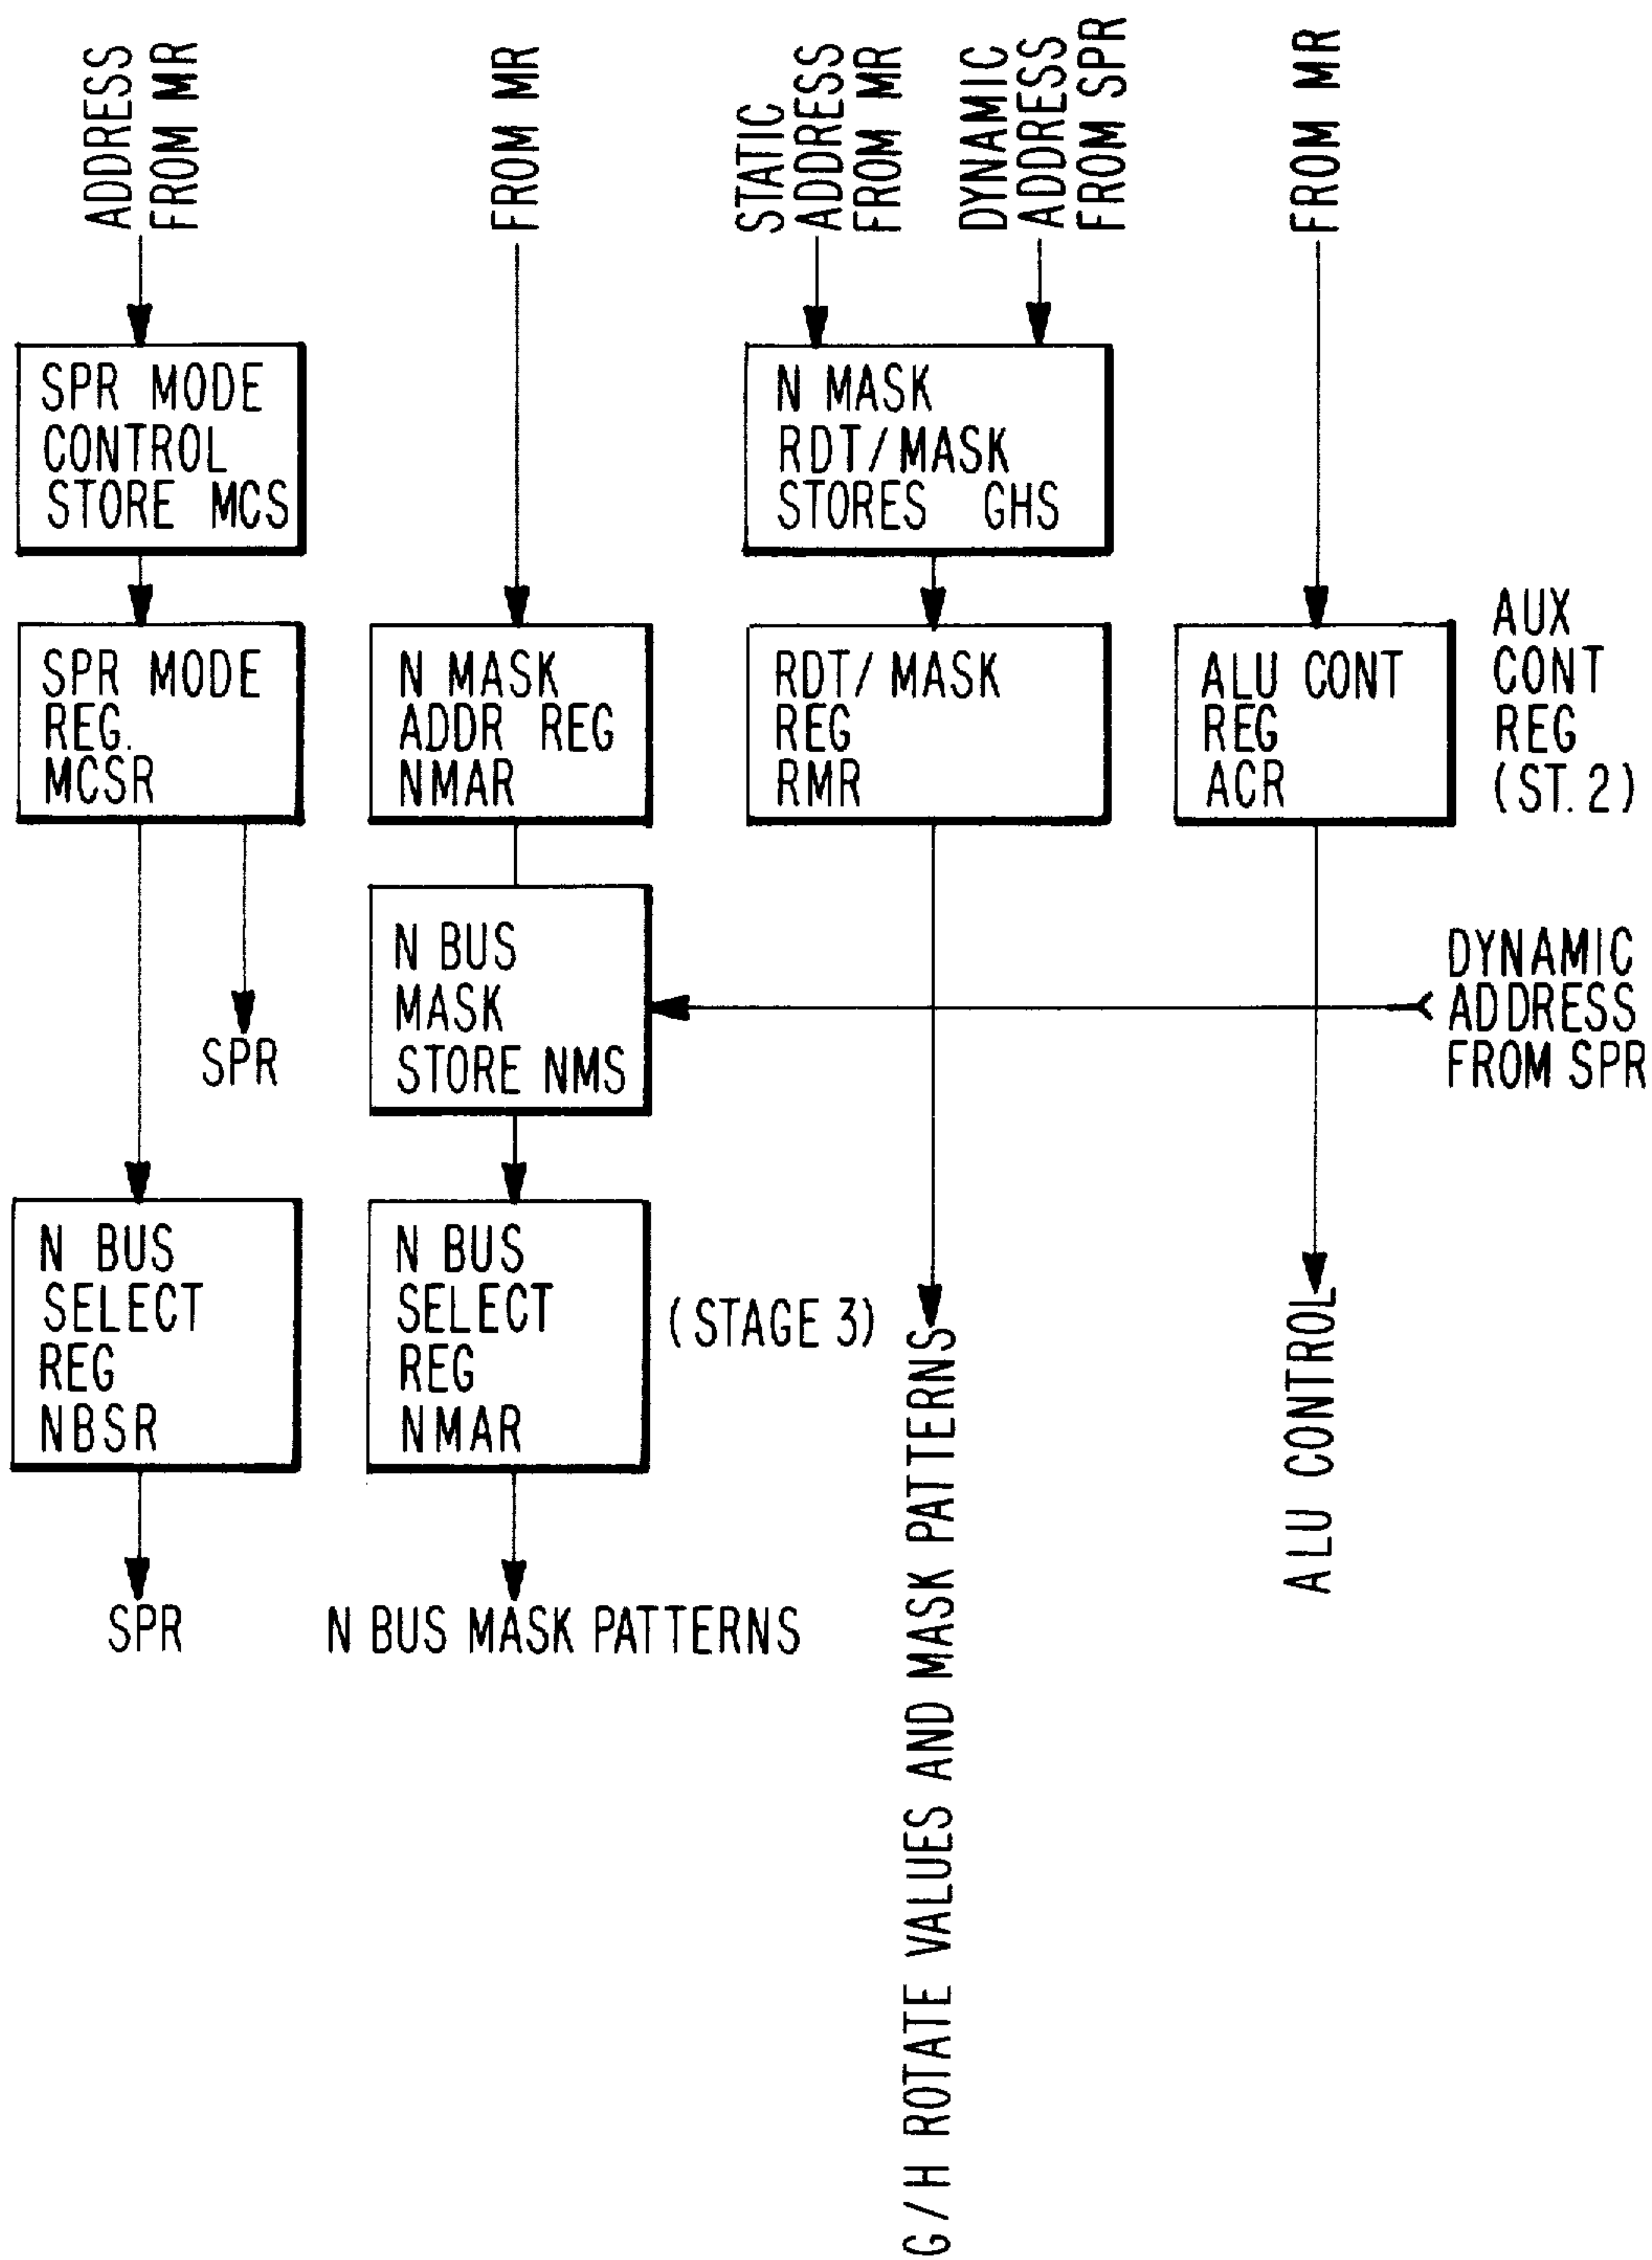 ADDRESS
FROM MR
FROM MR
STATIC
ADDRESS
FROM MR
DYNAMIC
ADDRESS
FROM SPR
FROM MR
SPR MODE
CONTROL
STORE MCS
N MASK
RDT/MASK
STORES GHS
SPR MODE
REG.
MCSR
N MASK
ADDR REG
NMAR
RDT/MASK
REG
RMR
ALU CONT
REG
ACR
AUX
CONT
REG
(ST. 2)
N BUS
MASK
STORE NMS
DYNAMIC
ADDRESS
FROM SPR
SPR
N BUS
SELECT
REG
NBSR
N BUS
SELECT
REG
NMAR
(STAGE 3)
SPR
N BUS MASK PATTERNS
G/H ROTATE VALUES AND MASK PATTERNS
ALU CONTROL